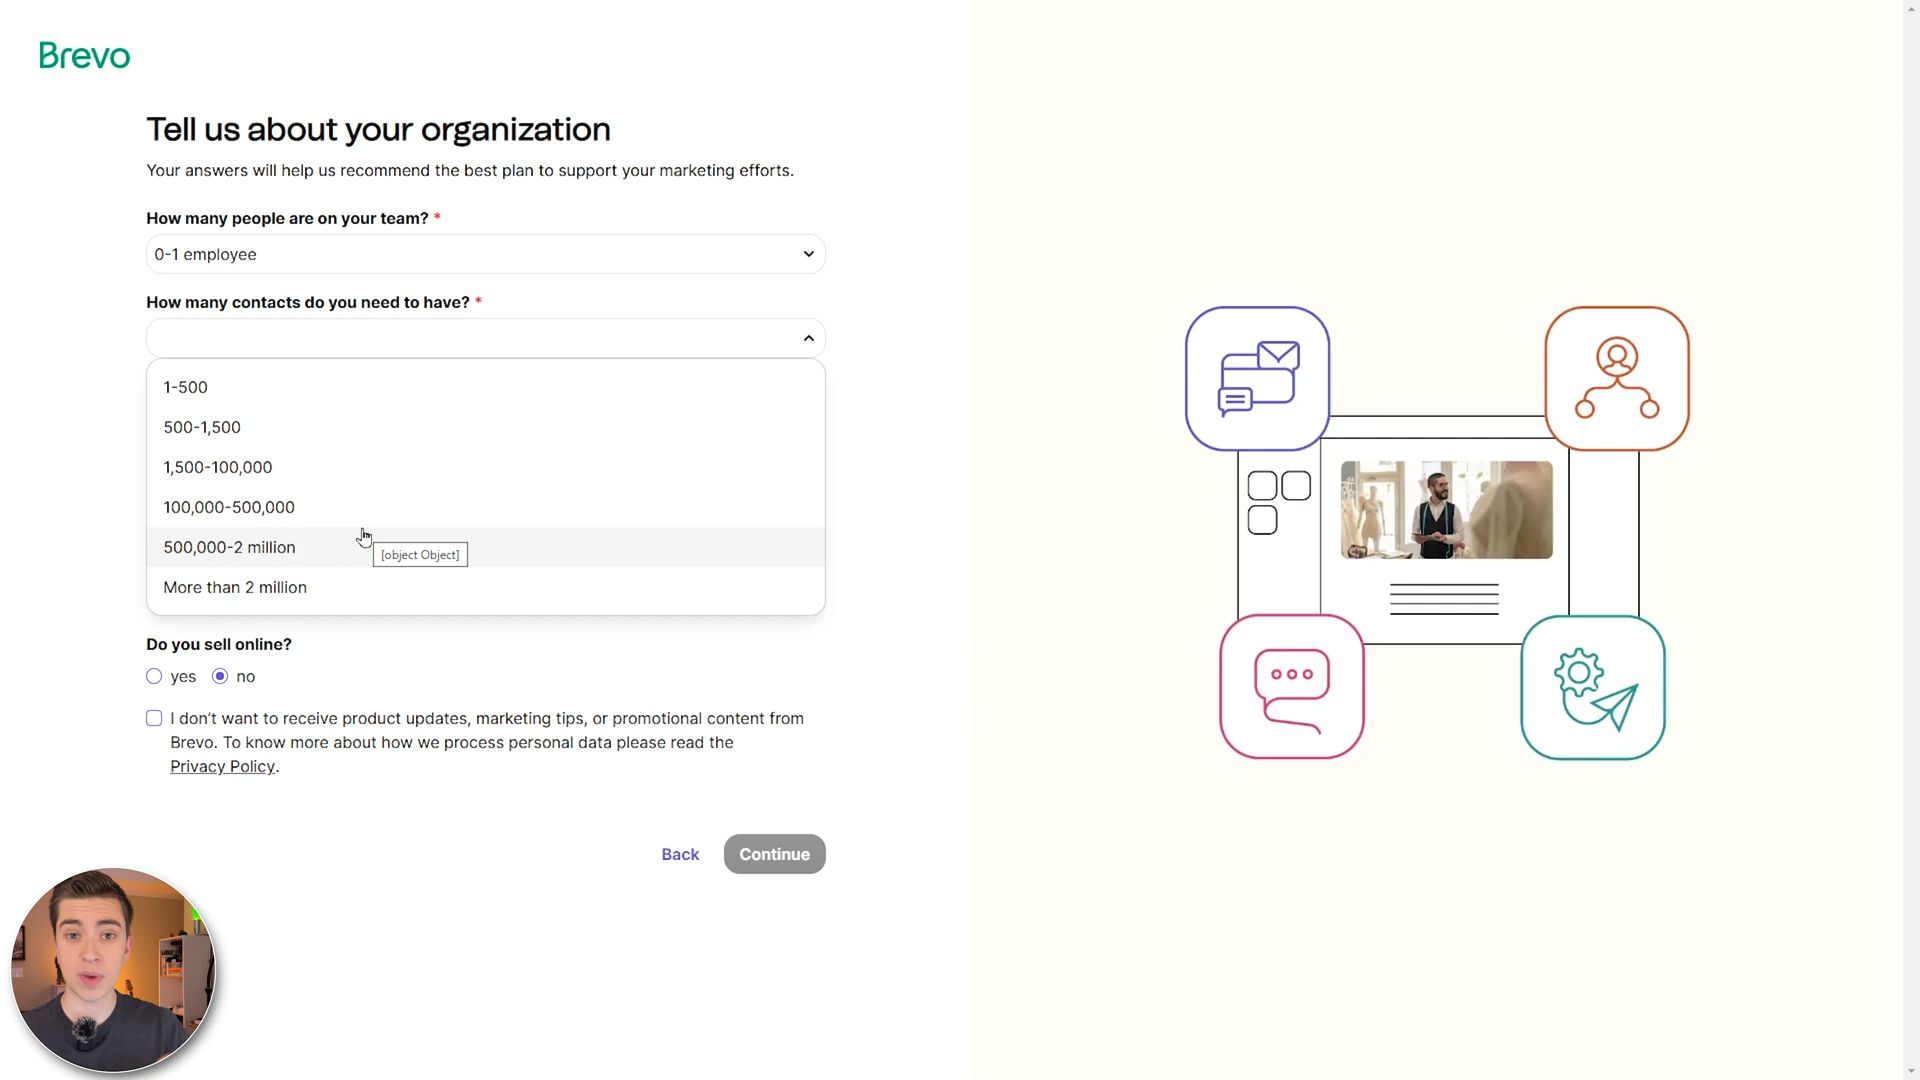 Brevo
Tell us about your organization
Your answers will help us recommend the best plan to support your marketing efforts.
How many people are on your team? *
0-1 employee
How many contacts do you need to have? *
1-500
500-1,500
1,500-100,000
100,000-500,000
500,000-2 million
[object Object]
More than 2 million
Do you sell online?
yes no
I don’t want to receive product updates, marketing tips, or promotional content from
Brevo. To know more about how we process personal data please read the
Privacy Policy.
Back Continue